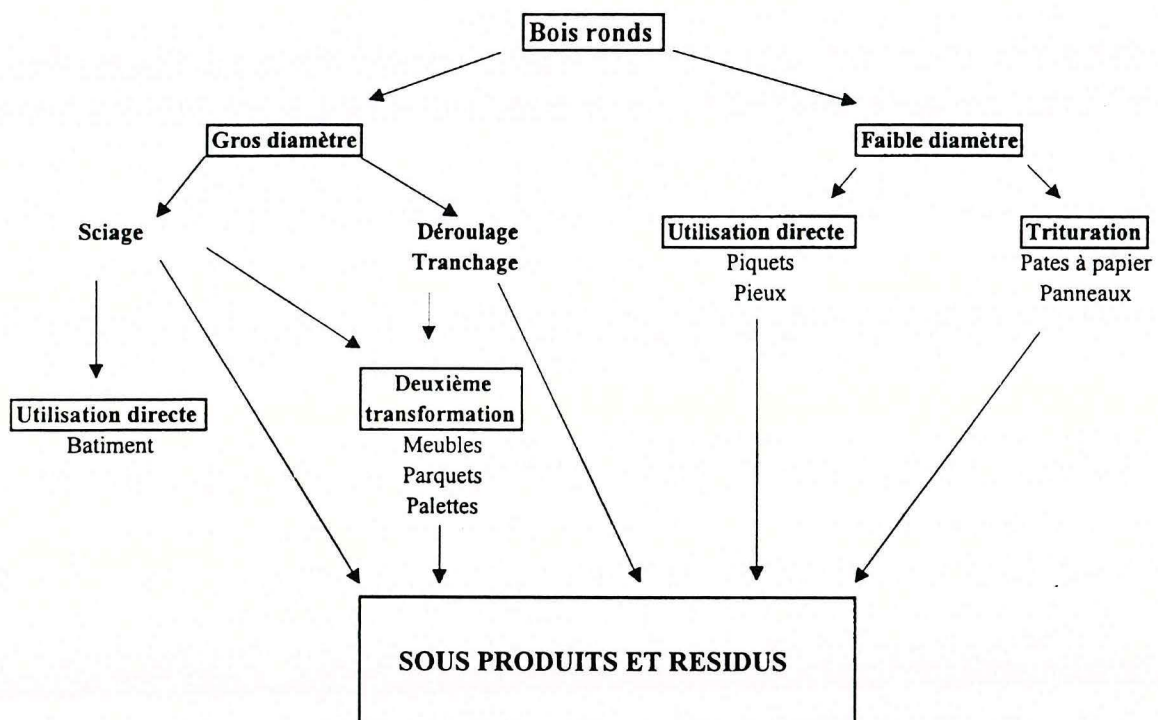 Bois ronds
Gros diamètre
Faible diamètre
Sciage
Déroulage
Tranchage
Utilisation directe
Piquets
Pieux
Trituration
Pates à papier
Panneaux
Utilisation directe
Batiment
Deuxième
transformation
Meubles
Parquets
Palettes
SOUS PRODUITS ET RESIDUS